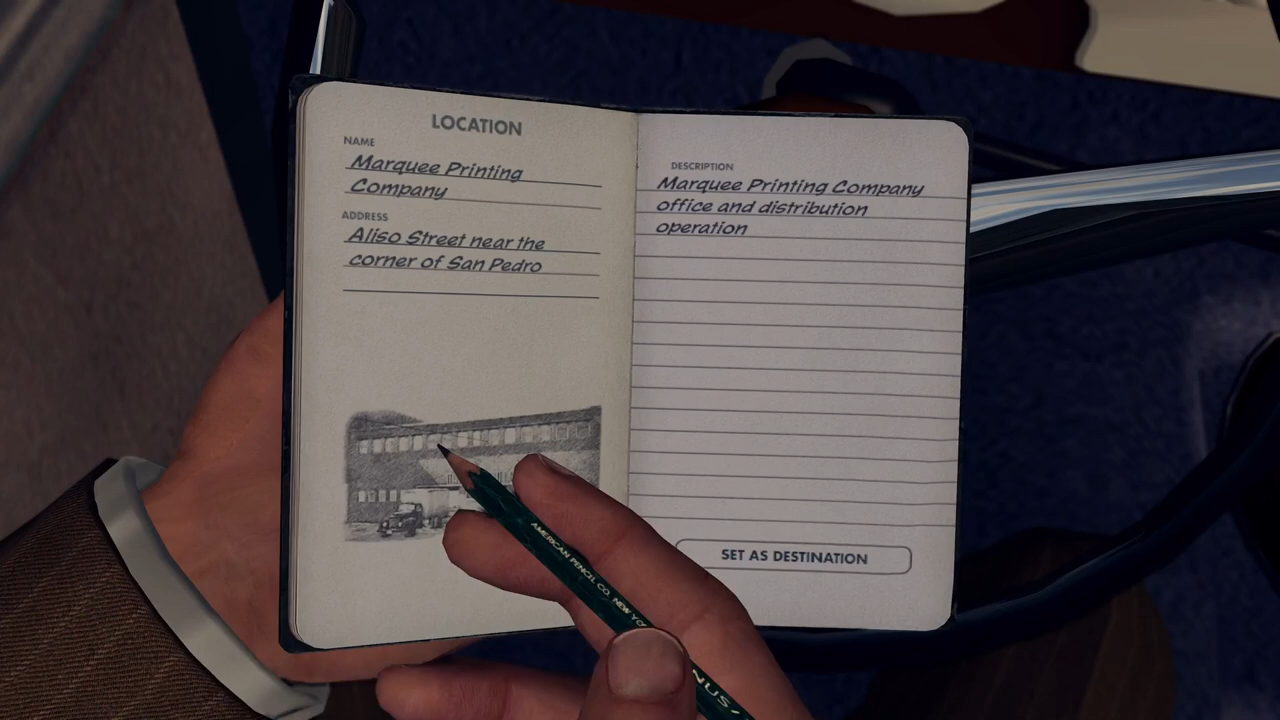 LOCATION
NAME
Marquee Printing
Company
ADDRESS
Aliso Street near the
corner of San Pedro
DESCRIPTION
Marquee Printing Company
office and distribution
operation
SET AS DESTINATION
AMERICAN PENCIL CO. NEW YO